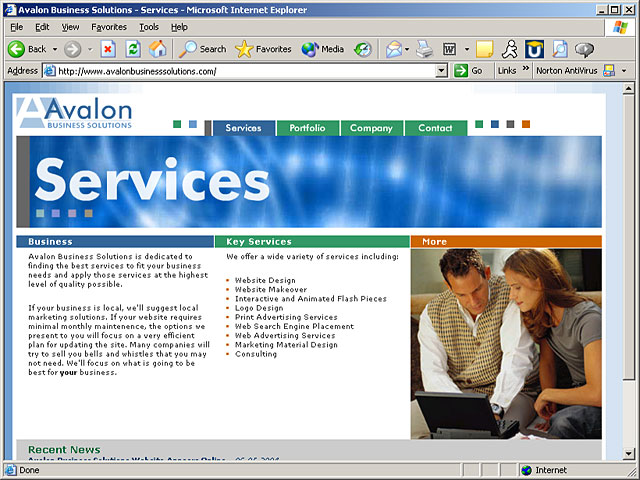 Avalon Business Solutions - Services - Microsoft Internet Explorer
File Edit View Favorites Tools Help
Back Search Favorites Media W U
Address http://www.avalonbusinesssolutions.com/ Go Links » Norton AntiVirus
A Avalon
BUSINESS SOLUTIONS
Services Portfolio Company Contact
Services
Business
Avalon Business Solutions is dedicated to
finding the best services to fit your business
needs and apply those services at the highest
level of quality possible.
If your business is local, we'll suggest local
marketing solutions. If your website requires
minimal monthly maintenence, the options we
present to you will focus on a very efficient
plan for updating the site. Many companies will
try to sell you bells and whistles that you may
not need. We'll focus on what is going to be
best for your business.
Key Services
We offer a wide variety of services including:
Website Design
Website Makeover
Interactive and Animated Flash Pieces
Logo Design
Print Advertising Services
Web Search Engine Placement
Web Advertising Services
Marketing Material Design
Consulting
More
Recent News
Avalon Business Solutions Website Appears Online
Done Internet